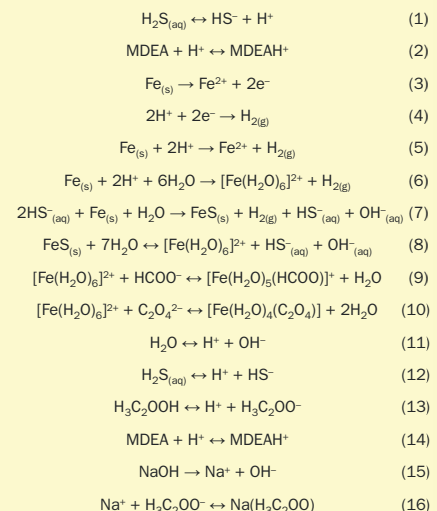 H₂S₍aq₎ ↔ HS⁻ + H⁺ (1)
MDEA + H⁺ ↔ MDEAH⁺ (2)
Fe₍s₎ → Fe²⁺ + 2e⁻ (3)
2H⁺ + 2e⁻ → H₂₍g₎ (4)
Fe₍s₎ + 2H⁺ → Fe²⁺ + H₂₍g₎ (5)
Fe₍s₎ + 2H⁺ + 6H₂O → [Fe(H₂O)₆]²⁺ + H₂₍g₎ (6)
2HS⁻₍aq₎ + Fe₍s₎ + H₂O → FeS₍s₎ + H₂₍g₎ + HS⁻₍aq₎ + OH⁻₍aq₎ (7)
FeS₍s₎ + 7H₂O ↔ [Fe(H₂O)₆]²⁺ + HS⁻₍aq₎ + OH⁻₍aq₎ (8)
[Fe(H₂O)₆]²⁺ + HCOO⁻ ↔ [Fe(H₂O)₅(HCOO)]⁺ + H₂O (9)
[Fe(H₂O)₆]²⁺ + C₂O₄²⁻ ↔ [Fe(H₂O)₄(C₂O₄)] + 2H₂O (10)
H₂O ↔ H⁺ + OH⁻ (11)
H₂S₍aq₎ ↔ H⁺ + HS⁻ (12)
H₃C₂OOH ↔ H⁺ + H₃C₂OO⁻ (13)
MDEA + H⁺ ↔ MDEAH⁺ (14)
NaOH → Na⁺ + OH⁻ (15)
Na⁺ + H₃C₂OO⁻ ↔ Na(H₃C₂OO) (16)